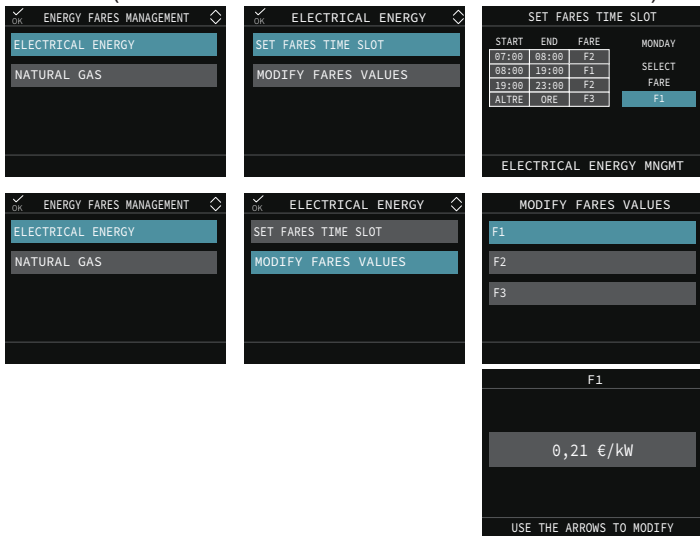 OK ENERGY FARES MANAGEMENT
ELECTRICAL ENERGY
NATURAL GAS
OK ELECTRICAL ENERGY
SET FARES TIME SLOT
MODIFY FARES VALUES
SET FARES TIME SLOT
START END FARE
07:00 08:00 F2
08:00 19:00 F1
19:00 23:00 F2
ALTRE ORE F3
MONDAY
SELECT
FARE
F1
ELECTRICAL ENERGY MNGMT
OK ENERGY FARES MANAGEMENT
ELECTRICAL ENERGY
NATURAL GAS
OK ELECTRICAL ENERGY
SET FARES TIME SLOT
MODIFY FARES VALUES
MODIFY FARES VALUES
F1
F2
F3
F1
0,21 €/kW
USE THE ARROWS TO MODIFY